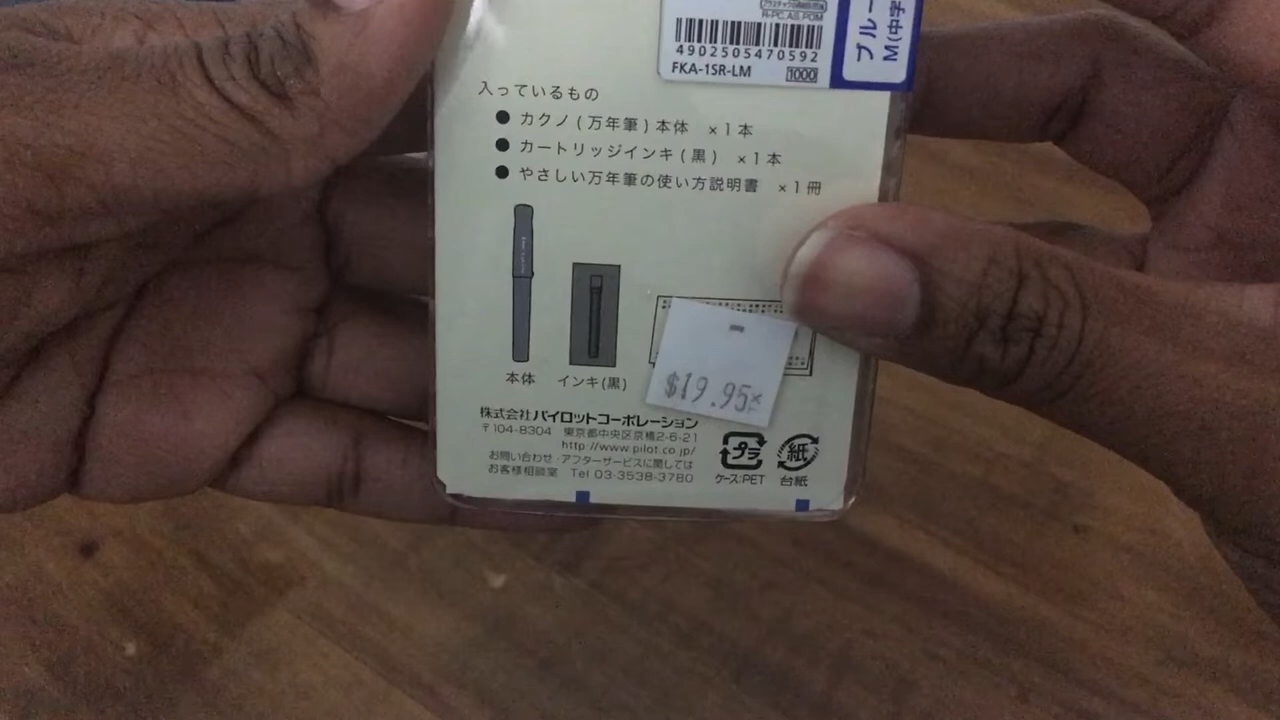 R-PC,AS,POM
4902505470592
FKA-1SR-LM 1000
ブルー
M(中字
入っているもの
● カクノ(万年筆)本体 ×1本
● カートリッジインキ(黒) ×1本
● やさしい万年筆の使い方説明書 ×1冊
本体 インキ(黒)
$19.95
株式会社パイロットコーポレーション
〒104-8304 東京都中央区京橋2-6-21
http://www.pilot.co.jp/
お問い合わせ・アフターサービスに関しては
お客様相談室 Tel 03-3538-3780
プラ 紙
ケース:PET 台紙